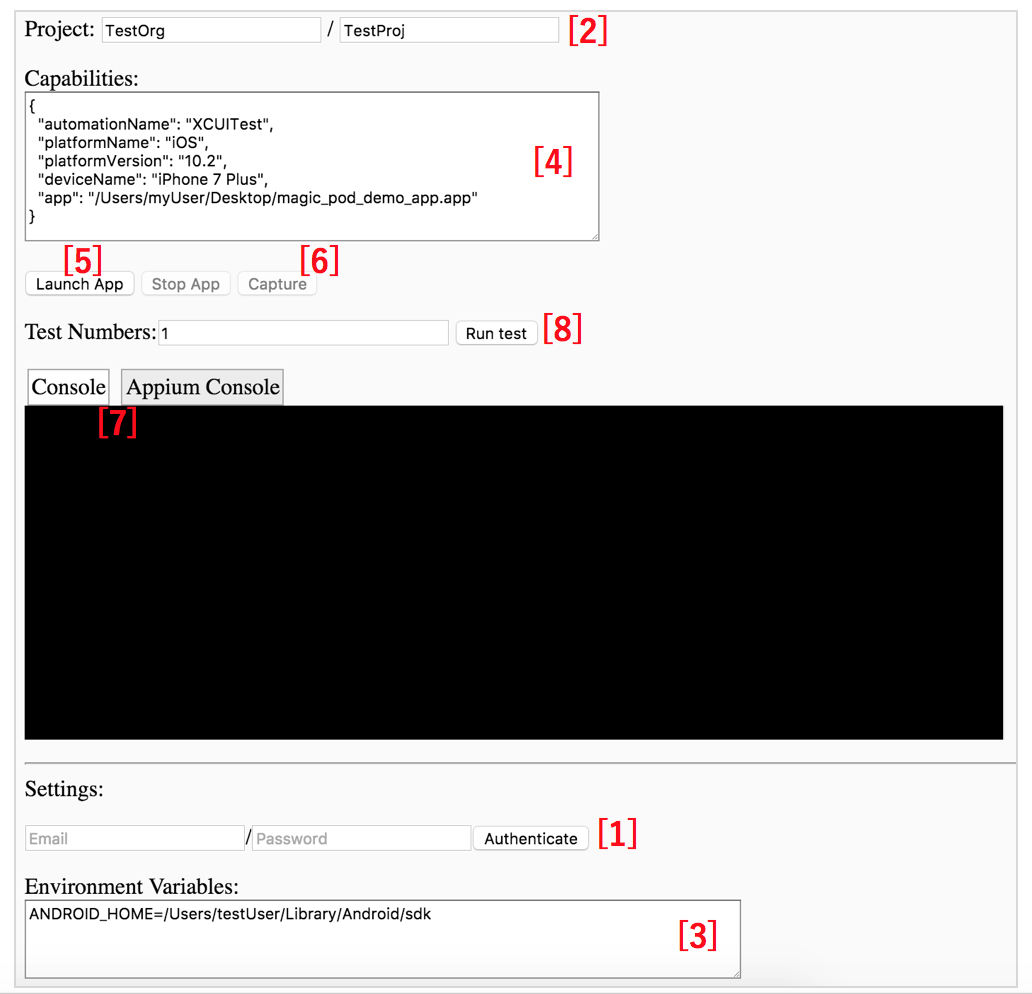 Project: TestOrg / TestProj [2]
Capabilities:
{
"automationName": "XCUITest",
"platformName": "iOS",
"platformVersion": "10.2",
"deviceName": "iPhone 7 Plus",
"app": "/Users/myUser/Desktop/magic_pod_demo_app.app"
}
[4]
[5] [6]
Launch App Stop App Capture
Test Numbers: 1 Run test [8]
Console Appium Console
[7]
Settings:
Email / Password Authenticate [1]
Environment Variables:
ANDROID_HOME=/Users/testUser/Library/Android/sdk
[3]